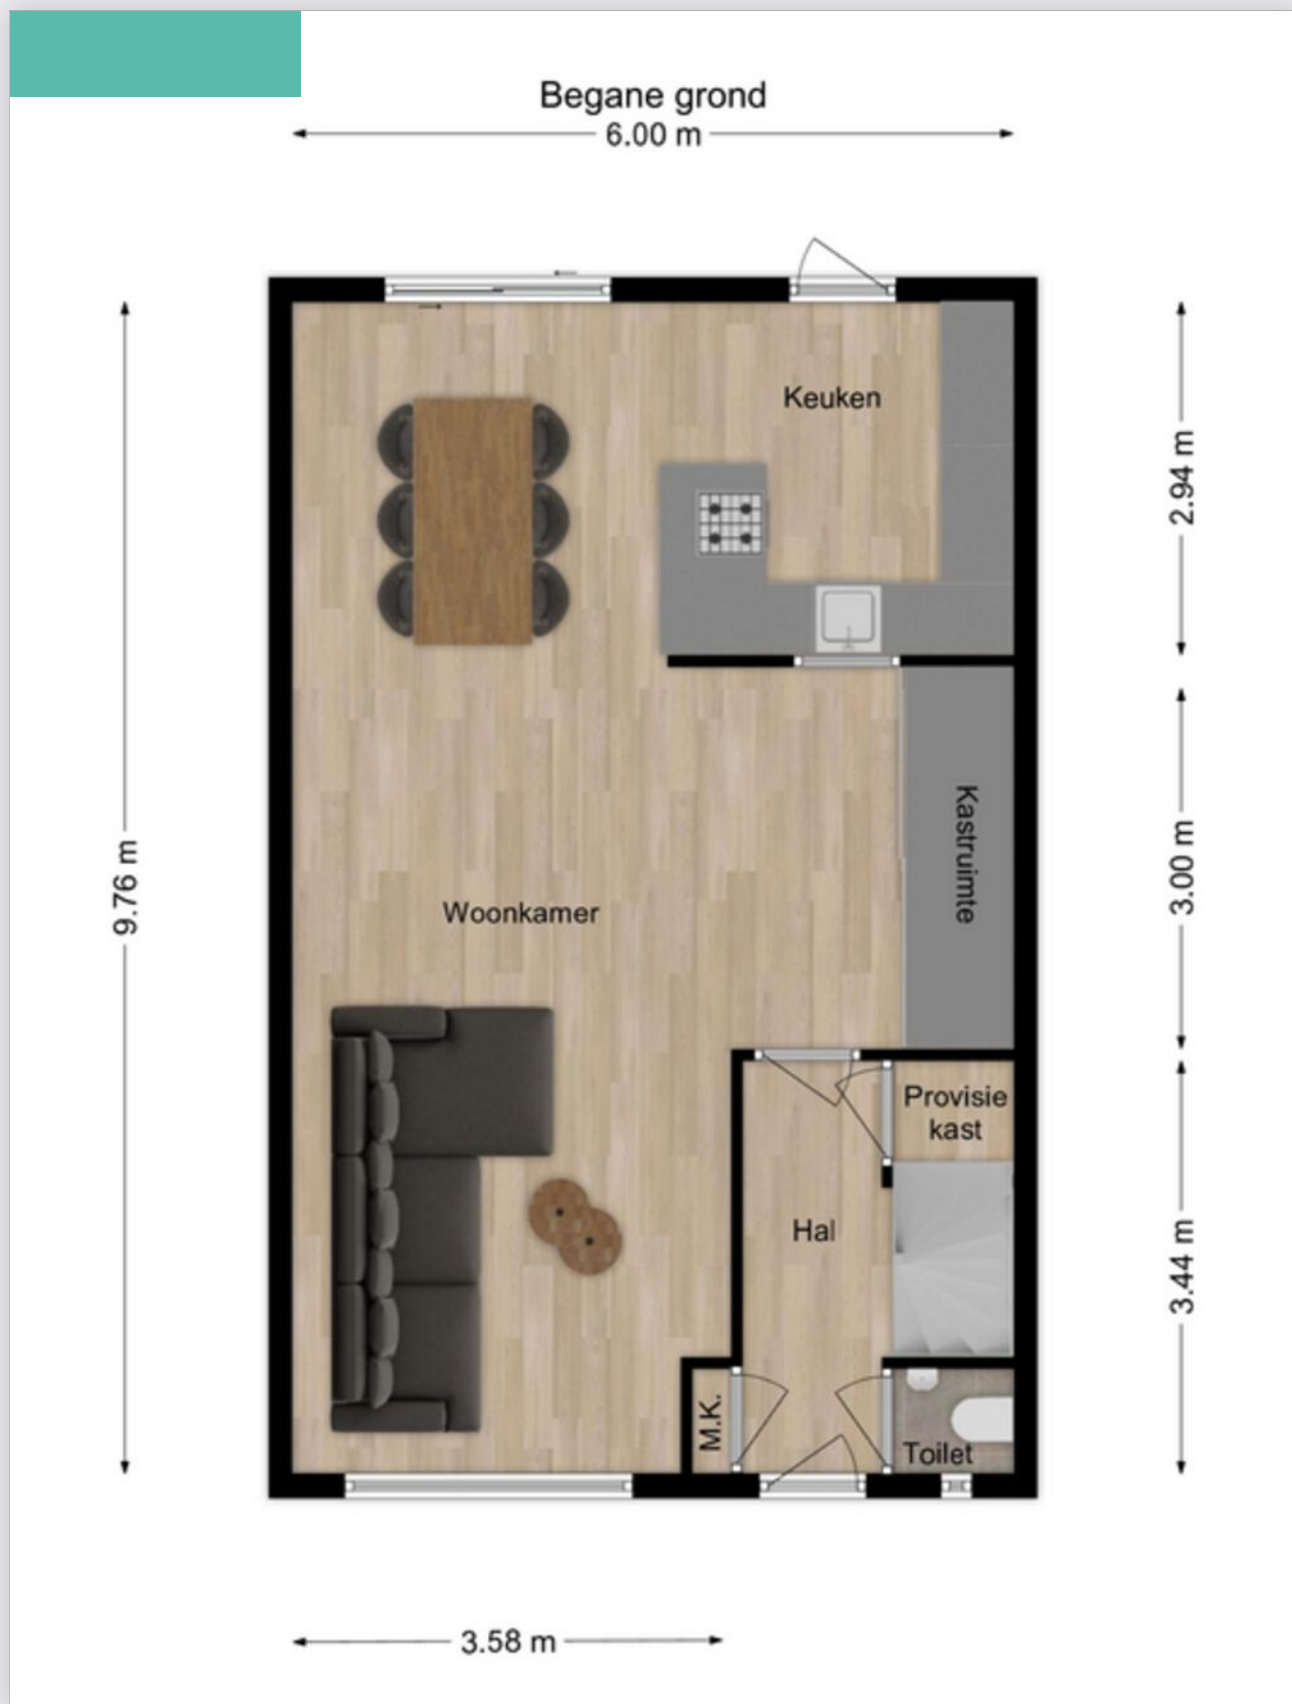 Begane grond
6.00 m
Keuken
2.94 m
9.76 m
Woonkamer
Kastruimte
3.00 m
Provisie
kast
Hal
3.44 m
M.K.
Toilet
3.58 m